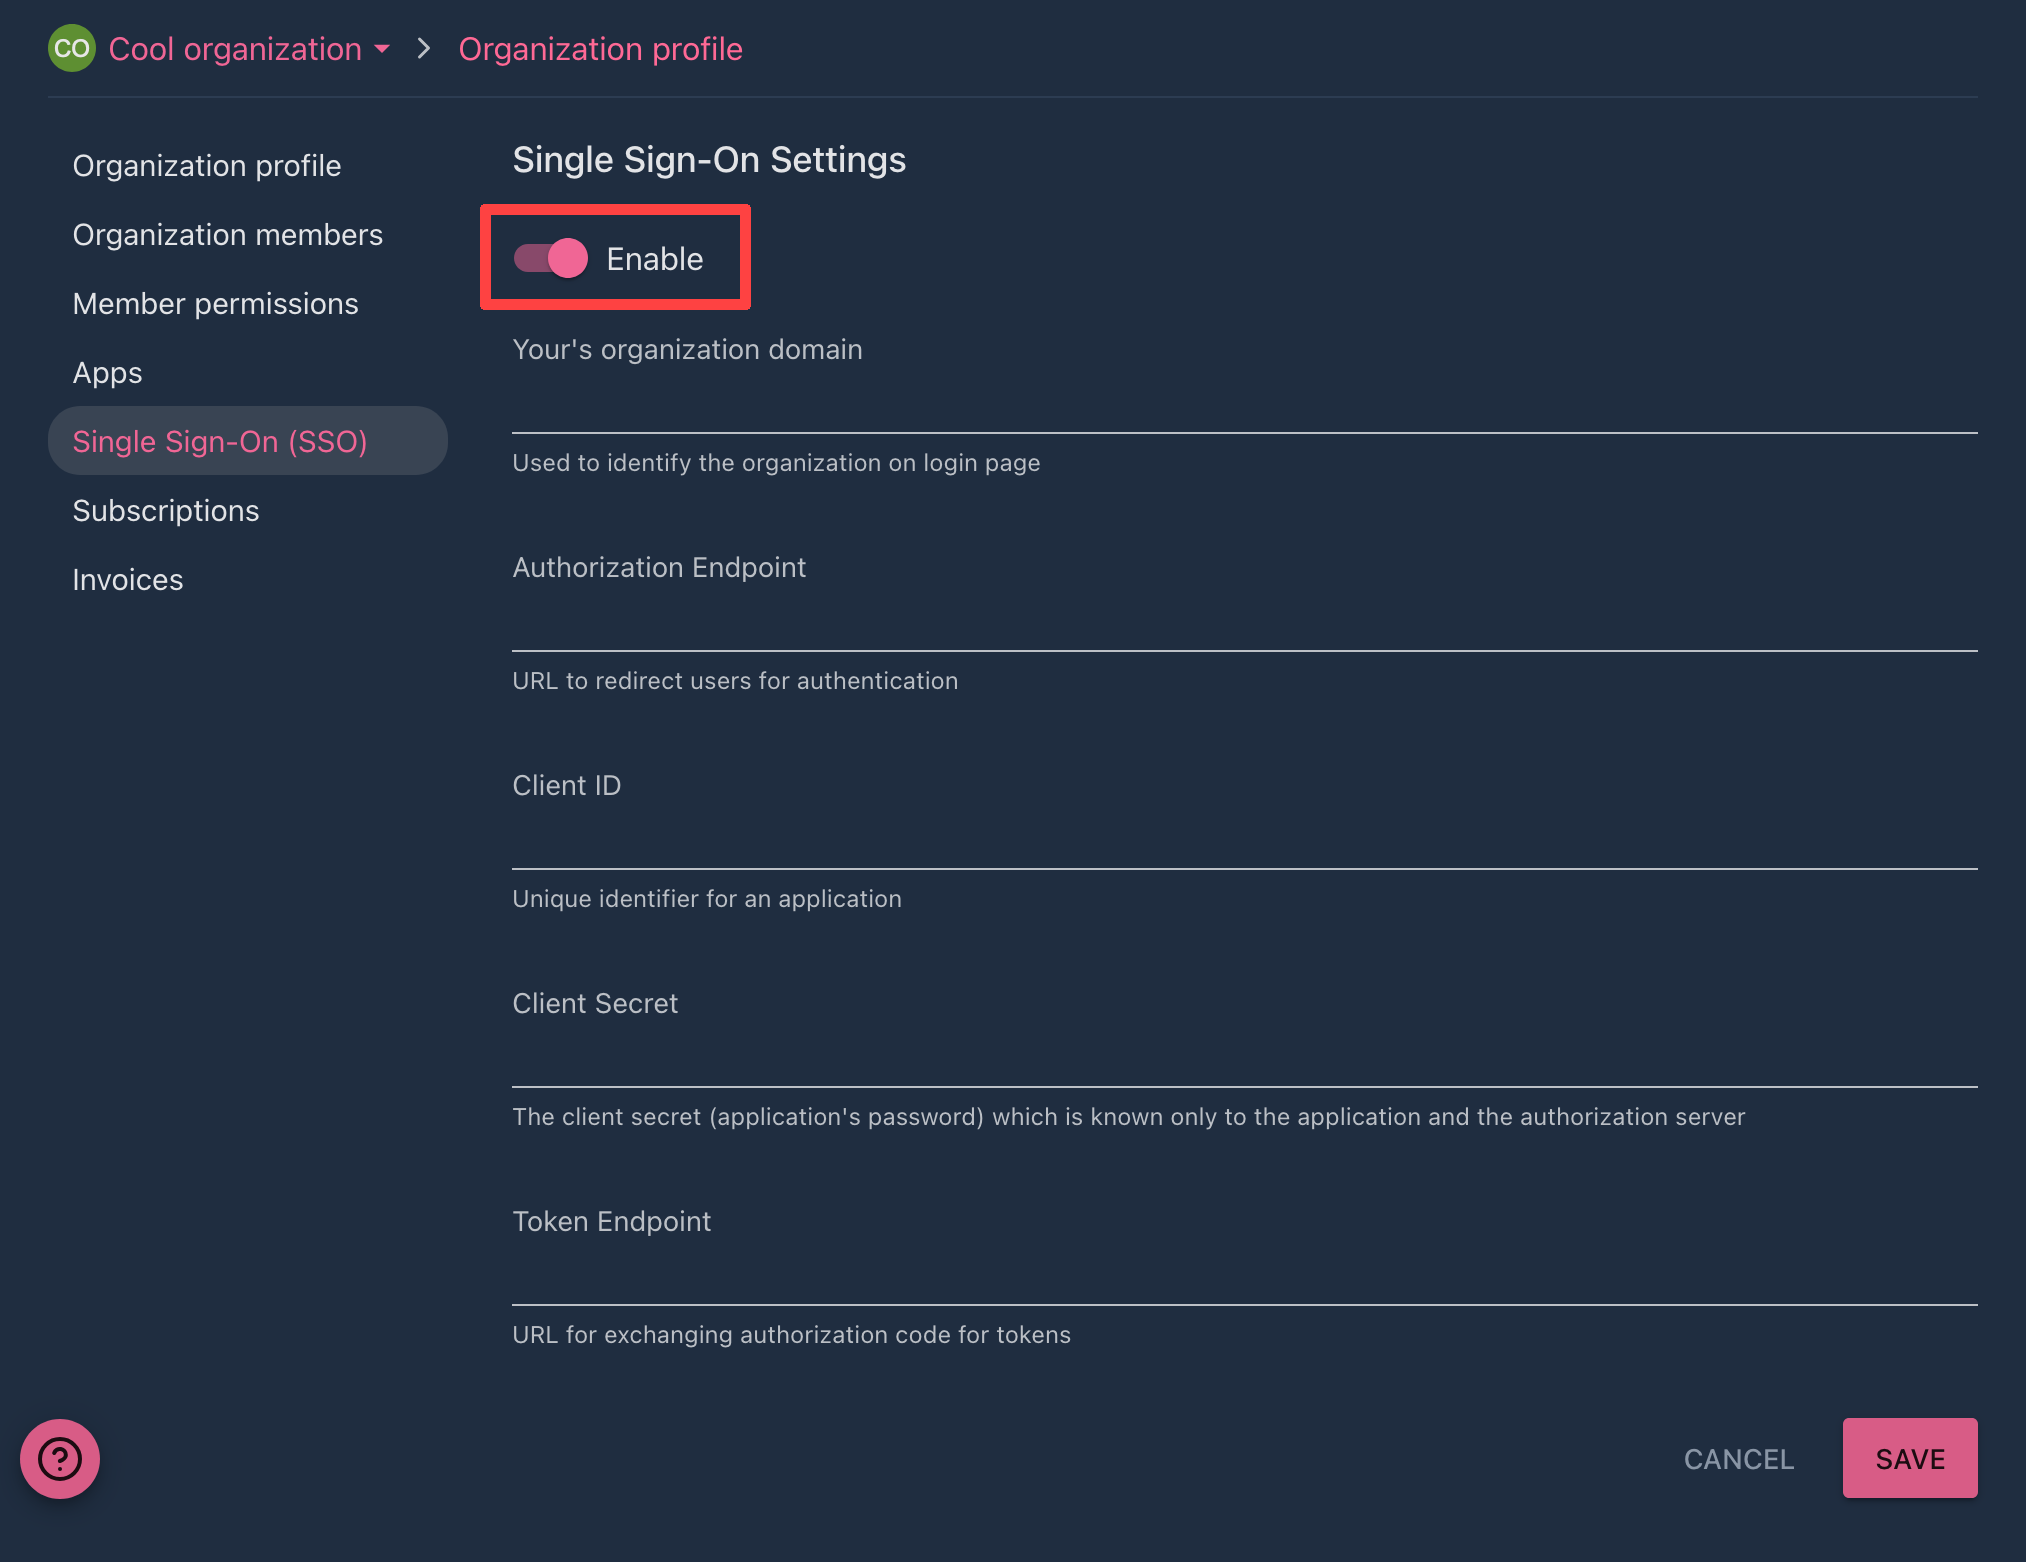 CO Cool organization > Organization profile
Organization profile
Organization members
Member permissions
Apps
Single Sign-On (SSO)
Subscriptions
Invoices
Single Sign-On Settings
Enable
Your's organization domain
Used to identify the organization on login page
Authorization Endpoint
URL to redirect users for authentication
Client ID
Unique identifier for an application
Client Secret
The client secret (application's password) which is known only to the application and the authorization server
Token Endpoint
URL for exchanging authorization code for tokens
?
CANCEL SAVE